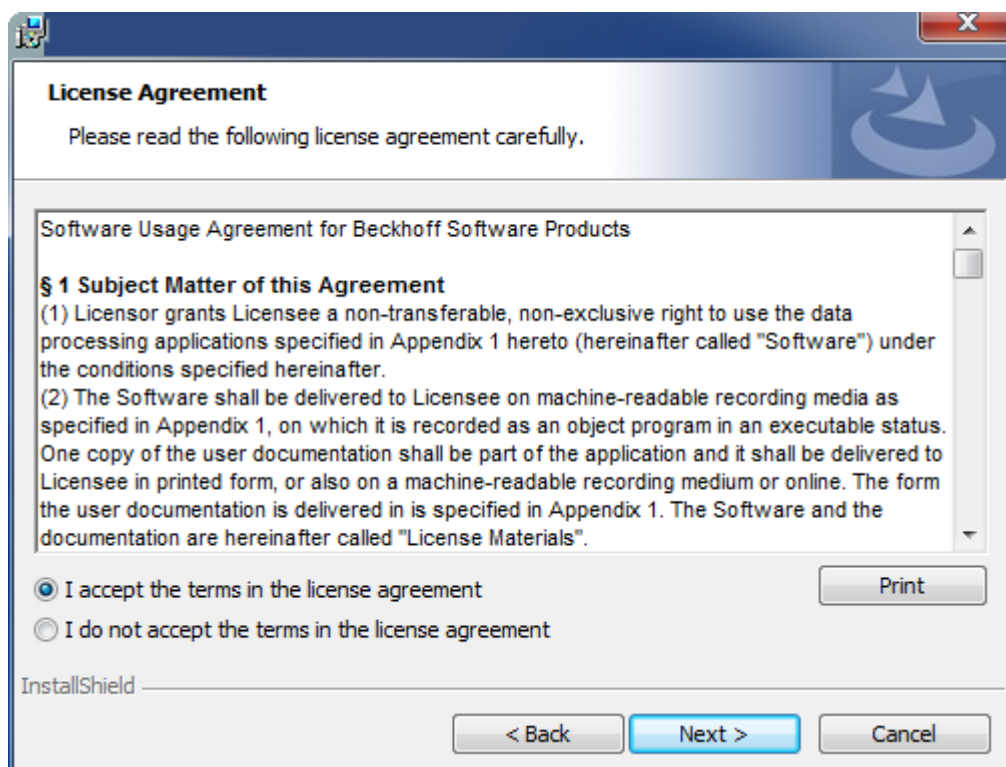 License Agreement
Please read the following license agreement carefully.
Software Usage Agreement for Beckhoff Software Products
§ 1 Subject Matter of this Agreement
(1) Licensor grants Licensee a non-transferable, non-exclusive right to use the data
processing applications specified in Appendix 1 hereto (hereinafter called "Software") under
the conditions specified hereinafter.
(2) The Software shall be delivered to Licensee on machine-readable recording media as
specified in Appendix 1, on which it is recorded as an object program in an executable status.
One copy of the user documentation shall be part of the application and it shall be delivered to
Licensee in printed form, or also on a machine-readable recording medium or online. The form
the user documentation is delivered in is specified in Appendix 1. The Software and the
documentation are hereinafter called "License Materials".
I accept the terms in the license agreement
Print
I do not accept the terms in the license agreement
InstallShield
< Back
Next >
Cancel